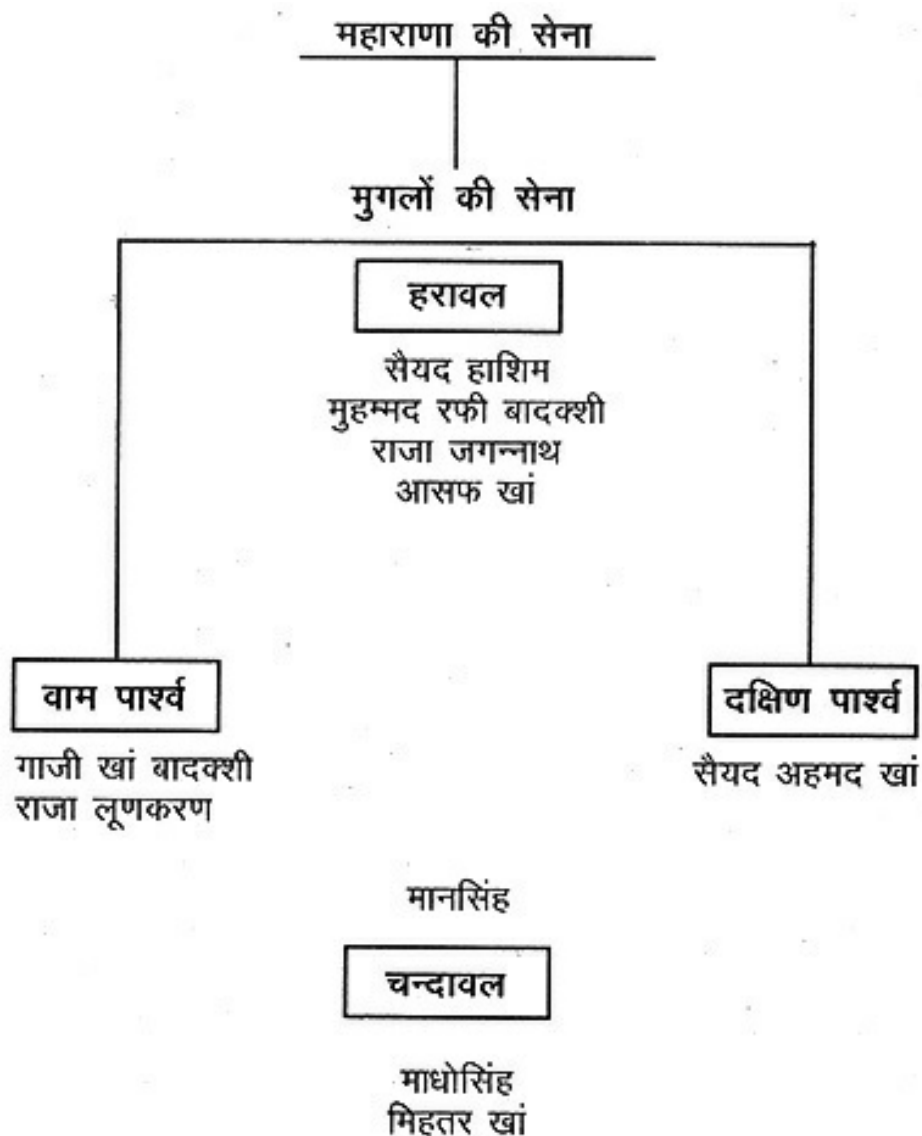 महाराणा की सेना
मुगलों की सेना
हरावल
सैयद हाशिम
मुहम्मद रफी बादक्शी
राजा जगन्नाथ
आसफ खां
वाम पार्श्व
गाजी खां बादक्शी
राजा लूणकरण
दक्षिण पार्श्व
सैयद अहमद खां
मानसिंह
चन्दावल
माधोसिंह
मिहतर खां